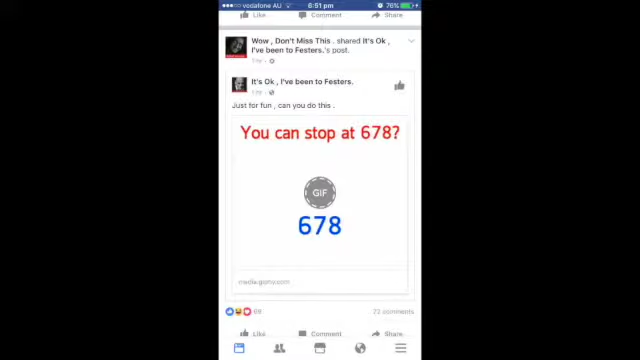 vodafone AU 6:51 pm 76%
Like Comment Share
Wow , Don't Miss This . shared It's Ok ,
I've been to Festers.'s post.
It's Ok , I've been to Festers.
Just for fun , can you do this .
You can stop at 678?
GIF
678
media.giphy.com
72 comments
Like Comment Share